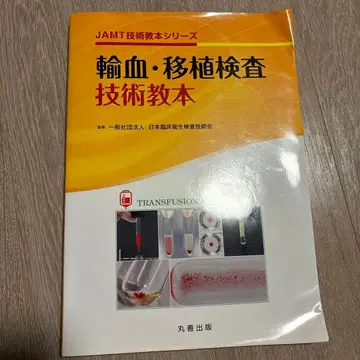 JAMT技術教本シリーズ
輸血・移植検査
技術教本
監修 一般社団法人 日本臨床衛生検査技師会
TRANSFUSION
丸善出版